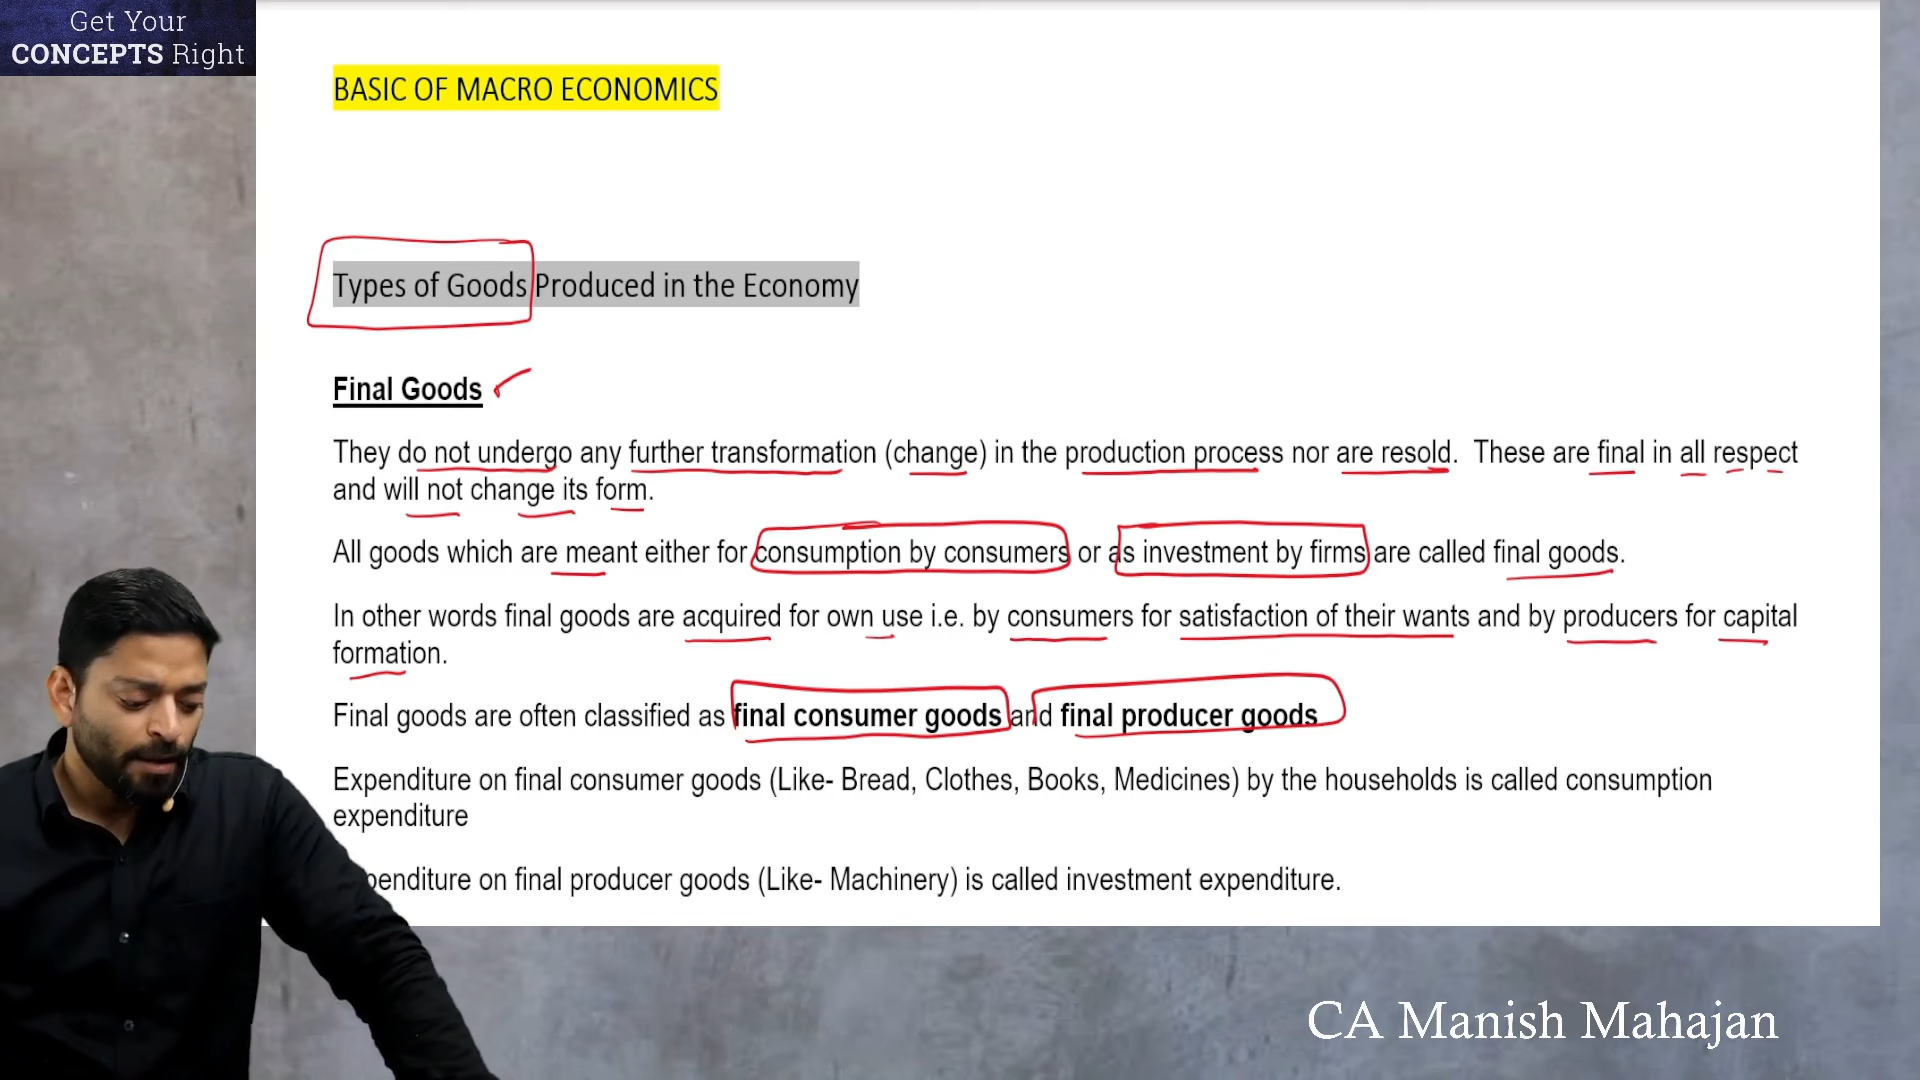 Get Your
CONCEPTS Right
BASIC OF MACRO ECONOMICS
Types of Goods Produced in the Economy
Final Goods
They do not undergo any further transformation (change) in the production process nor are resold. These are final in all respect
and will not change its form.
All goods which are meant either for consumption by consumers or as investment by firms are called final goods.
In other words final goods are acquired for own use i.e. by consumers for satisfaction of their wants and by producers for capital
formation.
Final goods are often classified as final consumer goods and final producer goods
Expenditure on final consumer goods (Like- Bread, Clothes, Books, Medicines) by the households is called consumption
expenditure
penditure on final producer goods (Like- Machinery) is called investment expenditure.
CA Manish Mahajan